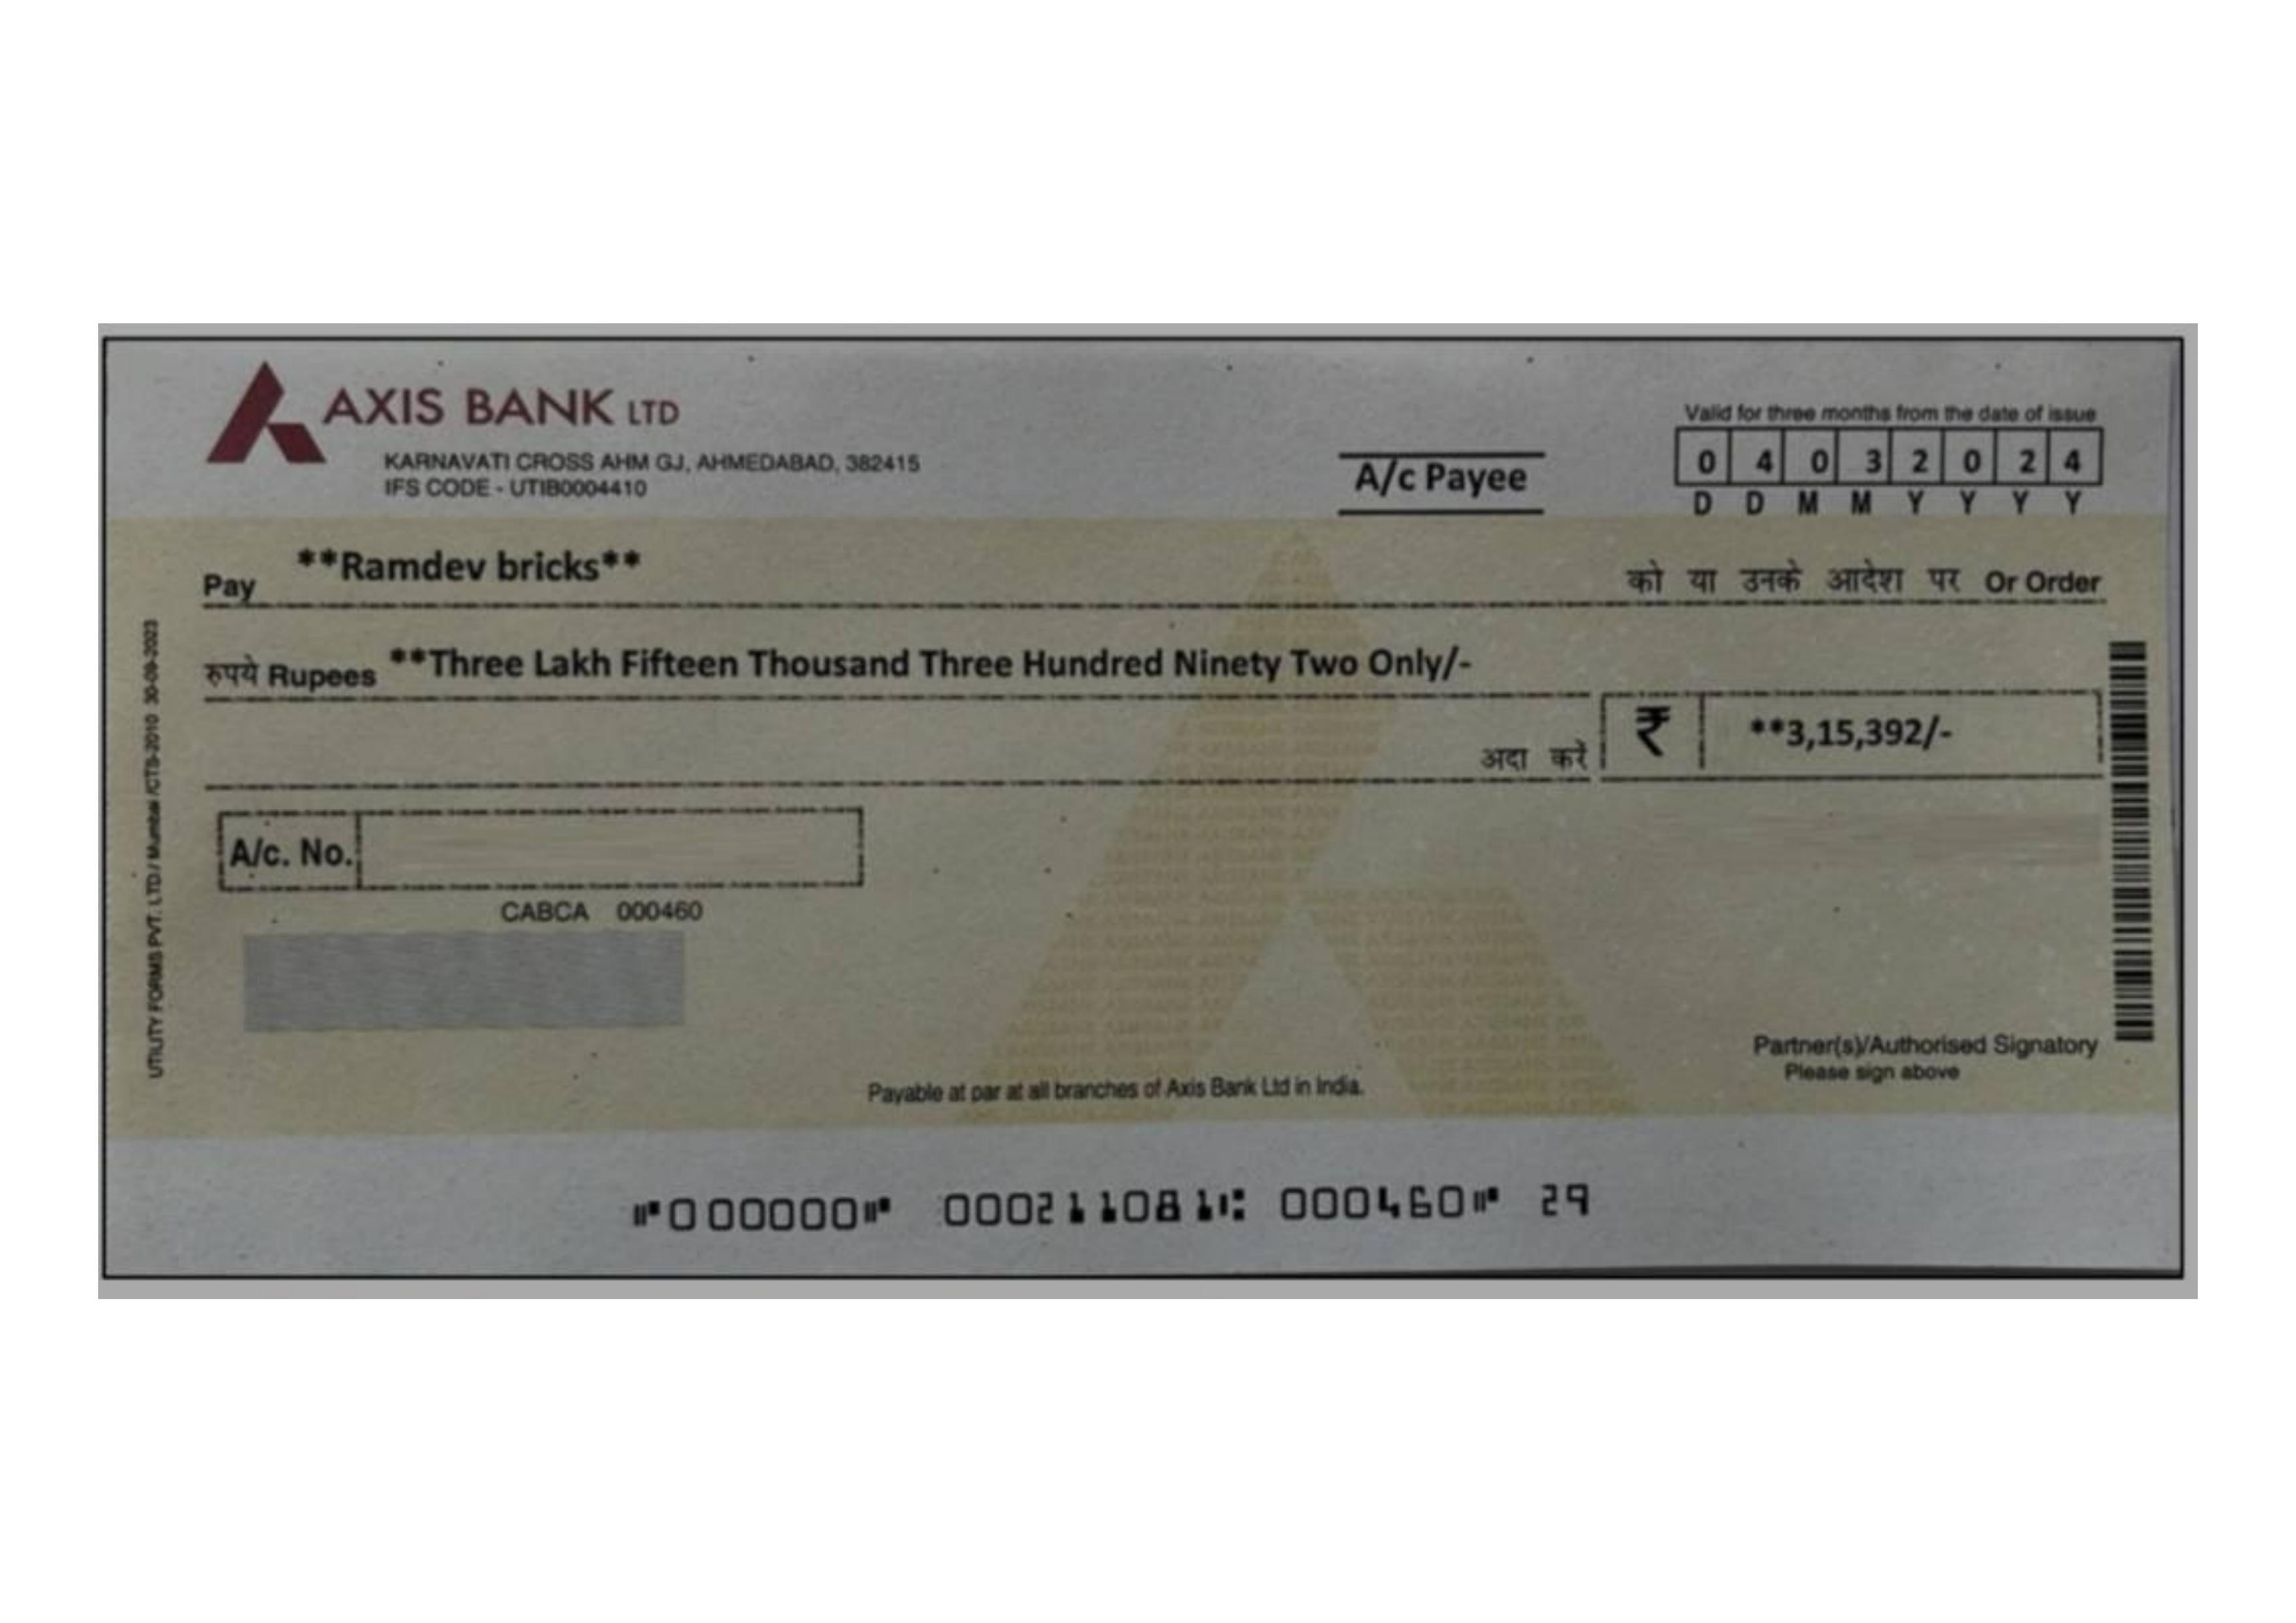 AXIS BANK LTD
KARNAVATI CROSS AHM GJ, AHMEDABAD, 382415
IFS CODE - UTIB0004410
A/c Payee
Valid for three months from the date of issue
0 4 0 3 2 0 2 4
D D M M Y Y Y Y
Pay **Ramdev bricks** को या उनके आदेश पर Or Order
रुपये Rupees **Three Lakh Fifteen Thousand Three Hundred Ninety Two Only/-
अदा करें ₹ **3,15,392/-
A/c. No.
CABCA 000460
UTILITY FORMS PVT. LTD / Mumbai /CTS-2010 30-09-2023
Partner(s)/Authorised Signatory
Please sign above
Payable at par at all branches of Axis Bank Ltd in India.
⑈000000⑈ 000211081⑆ 000460⑈ 29